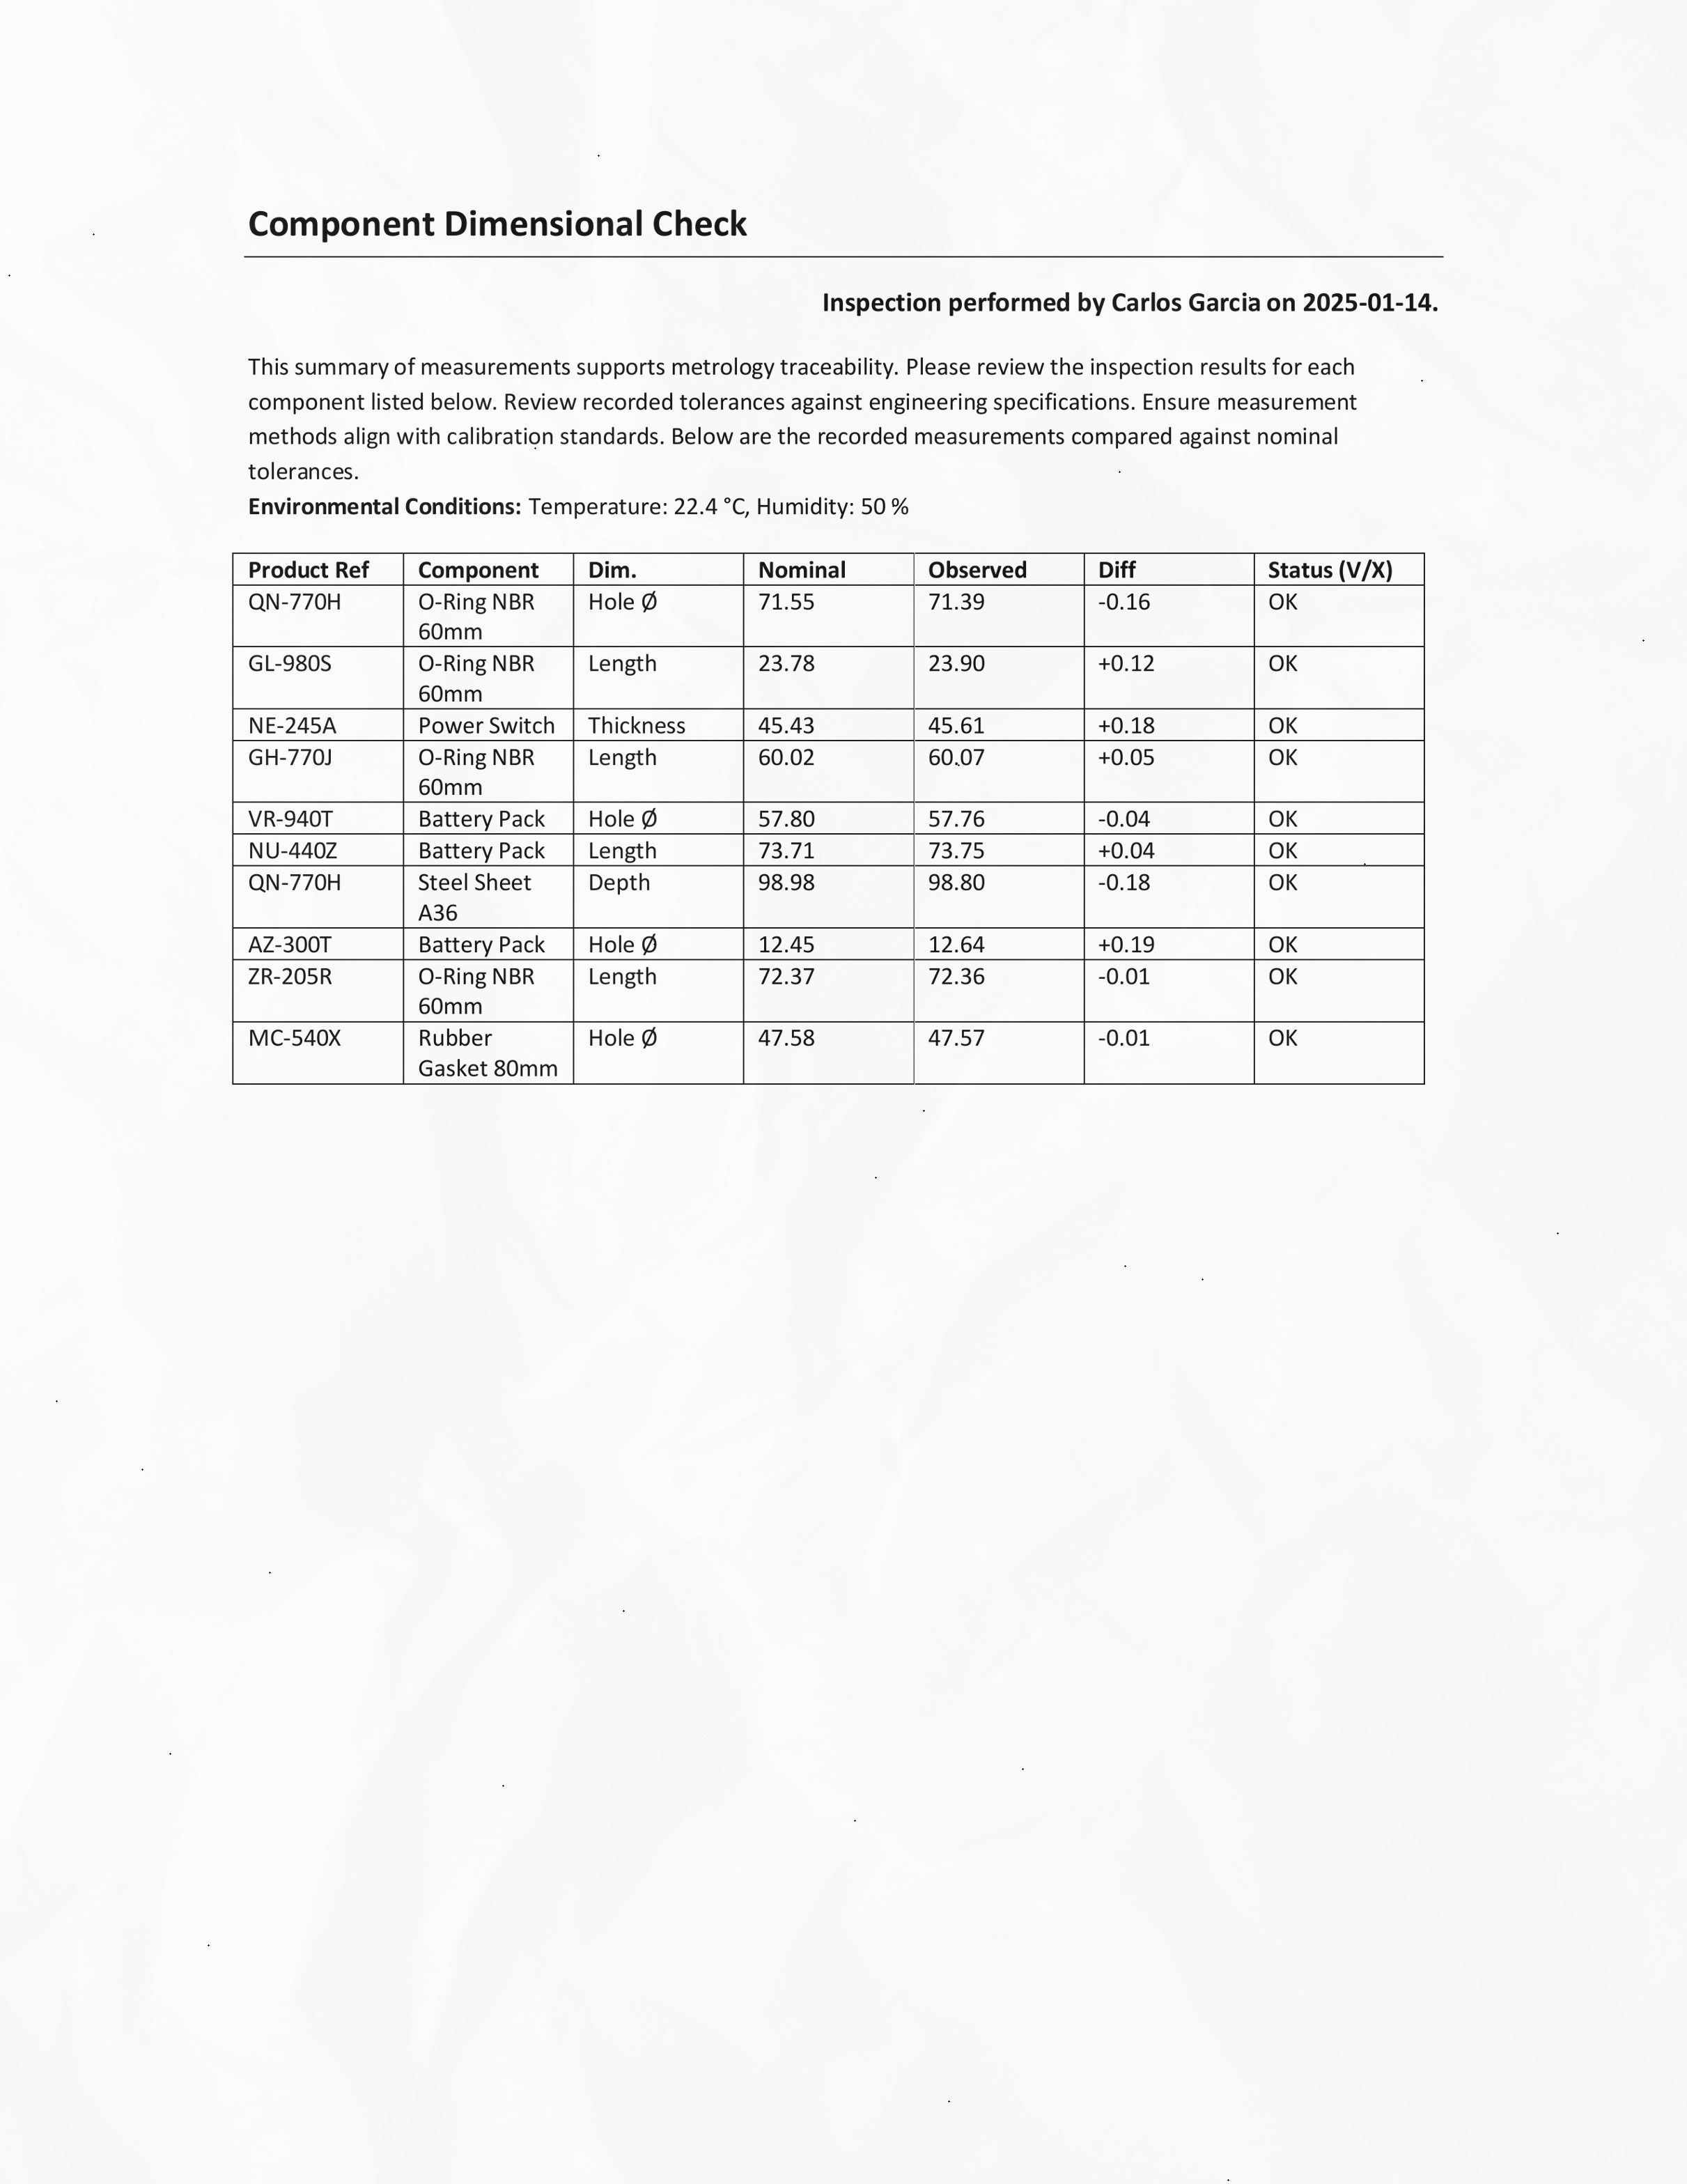 Component Dimensional Check
Inspection performed by Carlos Garcia on 2025-01-14.
This summary of measurements supports metrology traceability. Please review the inspection results for each
component listed below. Review recorded tolerances against engineering specifications. Ensure measurement
methods align with calibration standards. Below are the recorded measurements compared against nominal
tolerances.
Environmental Conditions: Temperature: 22.4 °C, Humidity: 50 %
Product Ref Component Dim. Nominal Observed Diff Status (V/X)
QN-770H O-Ring NBR Hole Ø 71.55 71.39 -0.16 OK
60mm
GL-980S O-Ring NBR Length 23.78 23.90 +0.12 OK
60mm
NE-245A Power Switch Thickness 45.43 45.61 +0.18 OK
GH-770J O-Ring NBR Length 60.02 60.07 +0.05 OK
60mm
VR-940T Battery Pack Hole Ø 57.80 57.76 -0.04 OK
NU-440Z Battery Pack Length 73.71 73.75 +0.04 OK
QN-770H Steel Sheet Depth 98.98 98.80 -0.18 OK
A36
AZ-300T Battery Pack Hole Ø 12.45 12.64 +0.19 OK
ZR-205R O-Ring NBR Length 72.37 72.36 -0.01 OK
60mm
MC-540X Rubber Hole Ø 47.58 47.57 -0.01 OK
Gasket 80mm